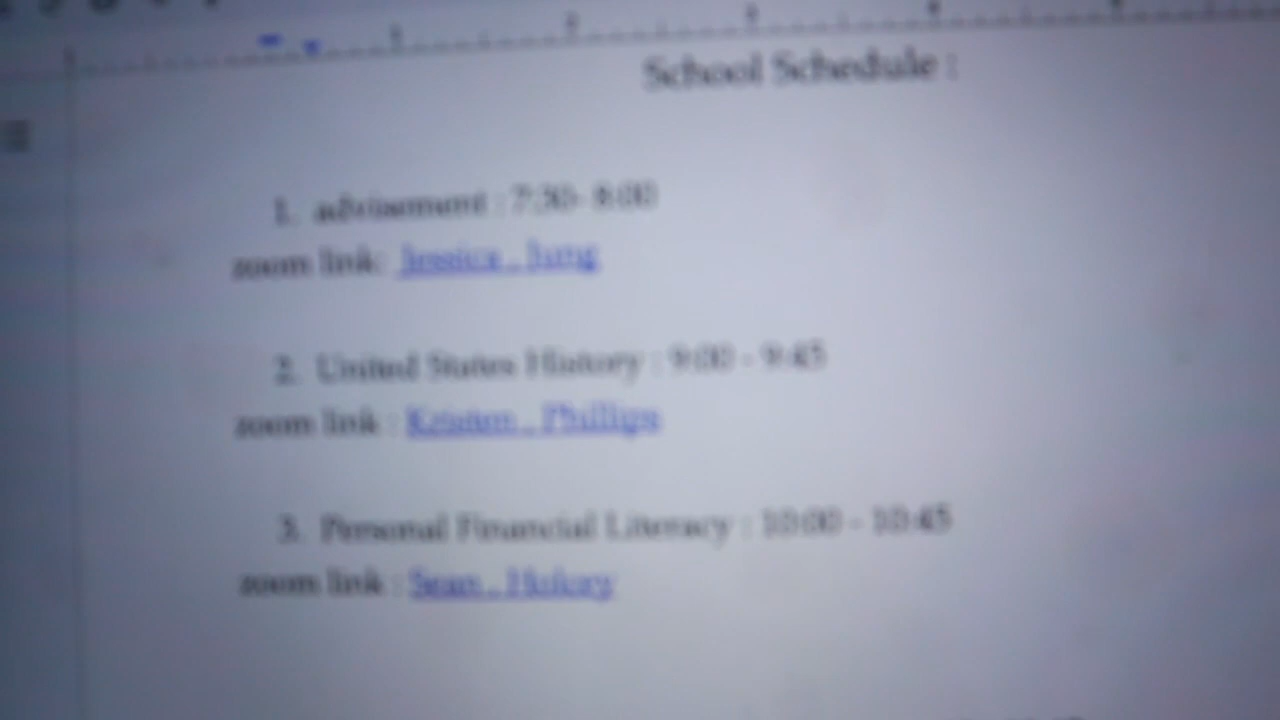 School Schedule :
1. advisement : 7:30- 8:00
zoom link: Jessica , Jung
2. United States History : 9:00 - 9:45
zoom link : Kristen , Phillips
3. Personal Financial Literacy : 10:00 - 10:45
zoom link : Sean ,